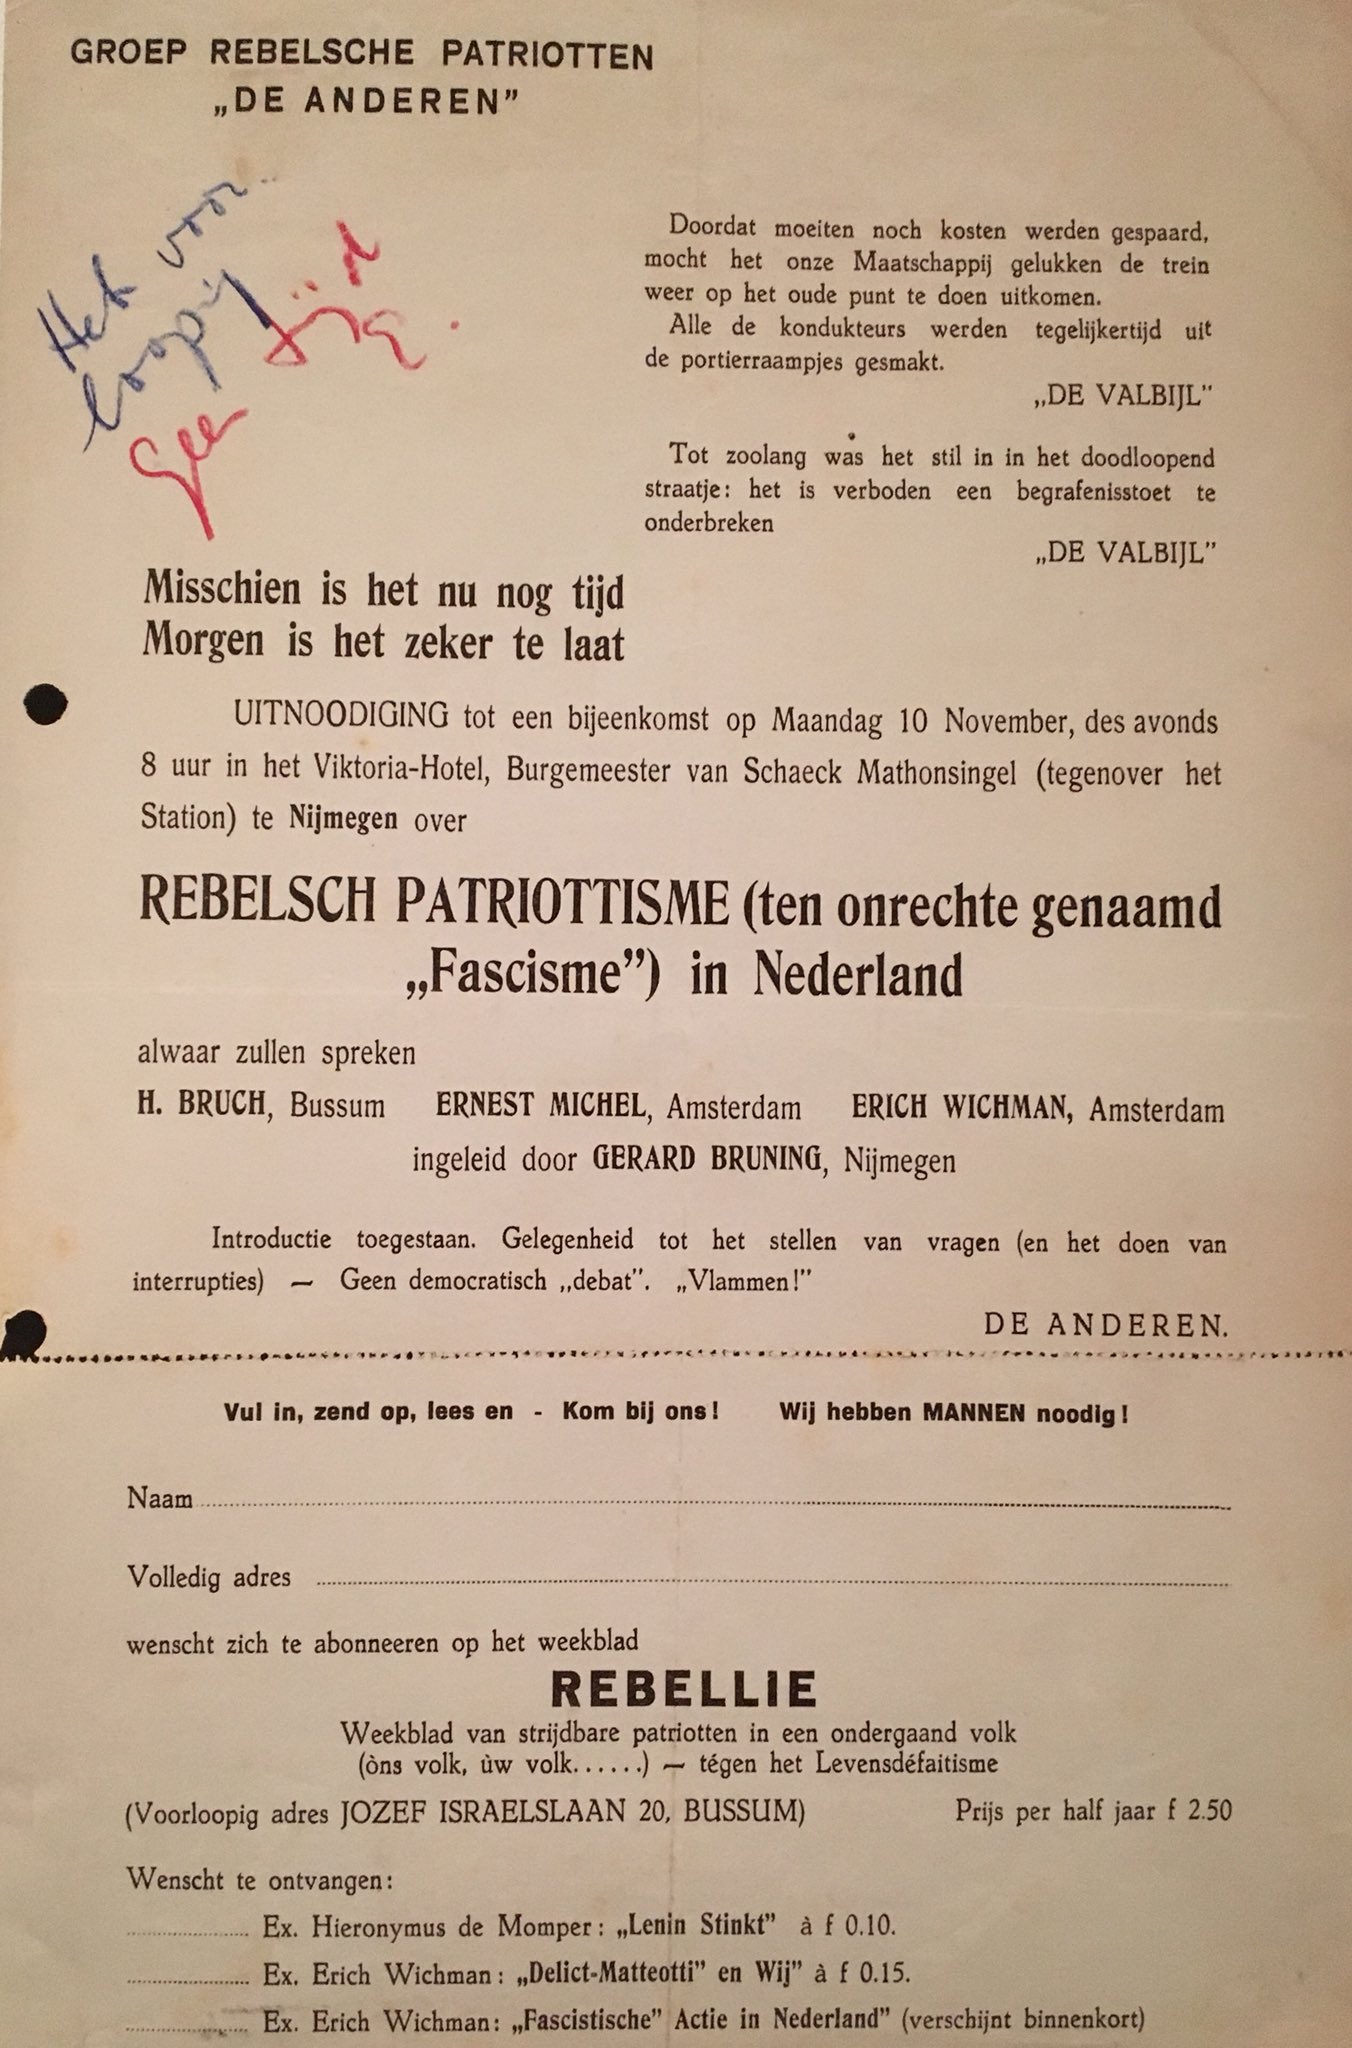 GROEP REBELSCHE PATRIOTTEN
„DE ANDEREN”
Het voor
loopig
Doordat moeiten noch kosten werden gespaard,
mocht het onze Maatschappij gelukken de trein
weer op het oude punt te doen uitkomen.
Alle de kondukteurs werden tegelijkertijd uit
de portierraampjes gesmakt.
„DE VALBIJL”
Tot zoolang was het stil in in het doodloopend
straatje: het is verboden een begrafenisstoet te
onderbreken
„DE VALBIJL”
Misschien is het nu nog tijd
Morgen is het zeker te laat
UITNOODIGING tot een bijeenkomst op Maandag 10 November, des avonds
8 uur in het Viktoria-Hotel, Burgemeester van Schaeck Mathonsingel (tegenover het
Station) te Nijmegen over
REBELSCH PATRIOTTISME (ten onrechte genaamd
„Fascisme”) in Nederland
alwaar zullen spreken
H. BRUCH, Bussum ERNEST MICHEL, Amsterdam ERICH WICHMAN, Amsterdam
ingeleid door GERARD BRUNING, Nijmegen
Introductie toegestaan. Gelegenheid tot het stellen van vragen (en het doen van
interrupties) — Geen democratisch „debat”. „Vlammen!”
DE ANDEREN.
Vul in, zend op, lees en - Kom bij ons! Wij hebben MANNEN noodig!
Naam
Volledig adres
wenscht zich te abonneeren op het weekblad
REBELLIE
Weekblad van strijdbare patriotten in een ondergaand volk
(òns volk, ùw volk......) — tégen het Levensdéfaitisme
(Voorloopig adres JOZEF ISRAELSLAAN 20, BUSSUM) Prijs per half jaar f 2.50
Wenscht te ontvangen:
Ex. Hieronymus de Momper: „Lenin Stinkt” à f 0.10.
Ex. Erich Wichman: „Delict-Matteotti” en Wij” à f 0.15.
Ex. Erich Wichman: „Fascistische” Actie in Nederland” (verschijnt binnenkort)